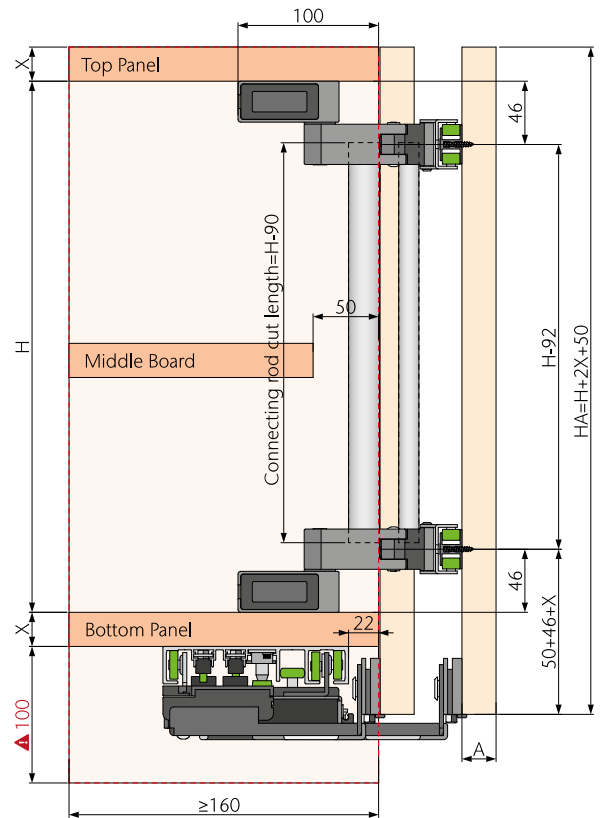 100
X
Top Panel
46
Connecting rod cut length=H-90
50
H
Middle Board
H-92
HA=H+2X+50
46
X
Bottom Panel
22
50+46+X
100
A
≥160